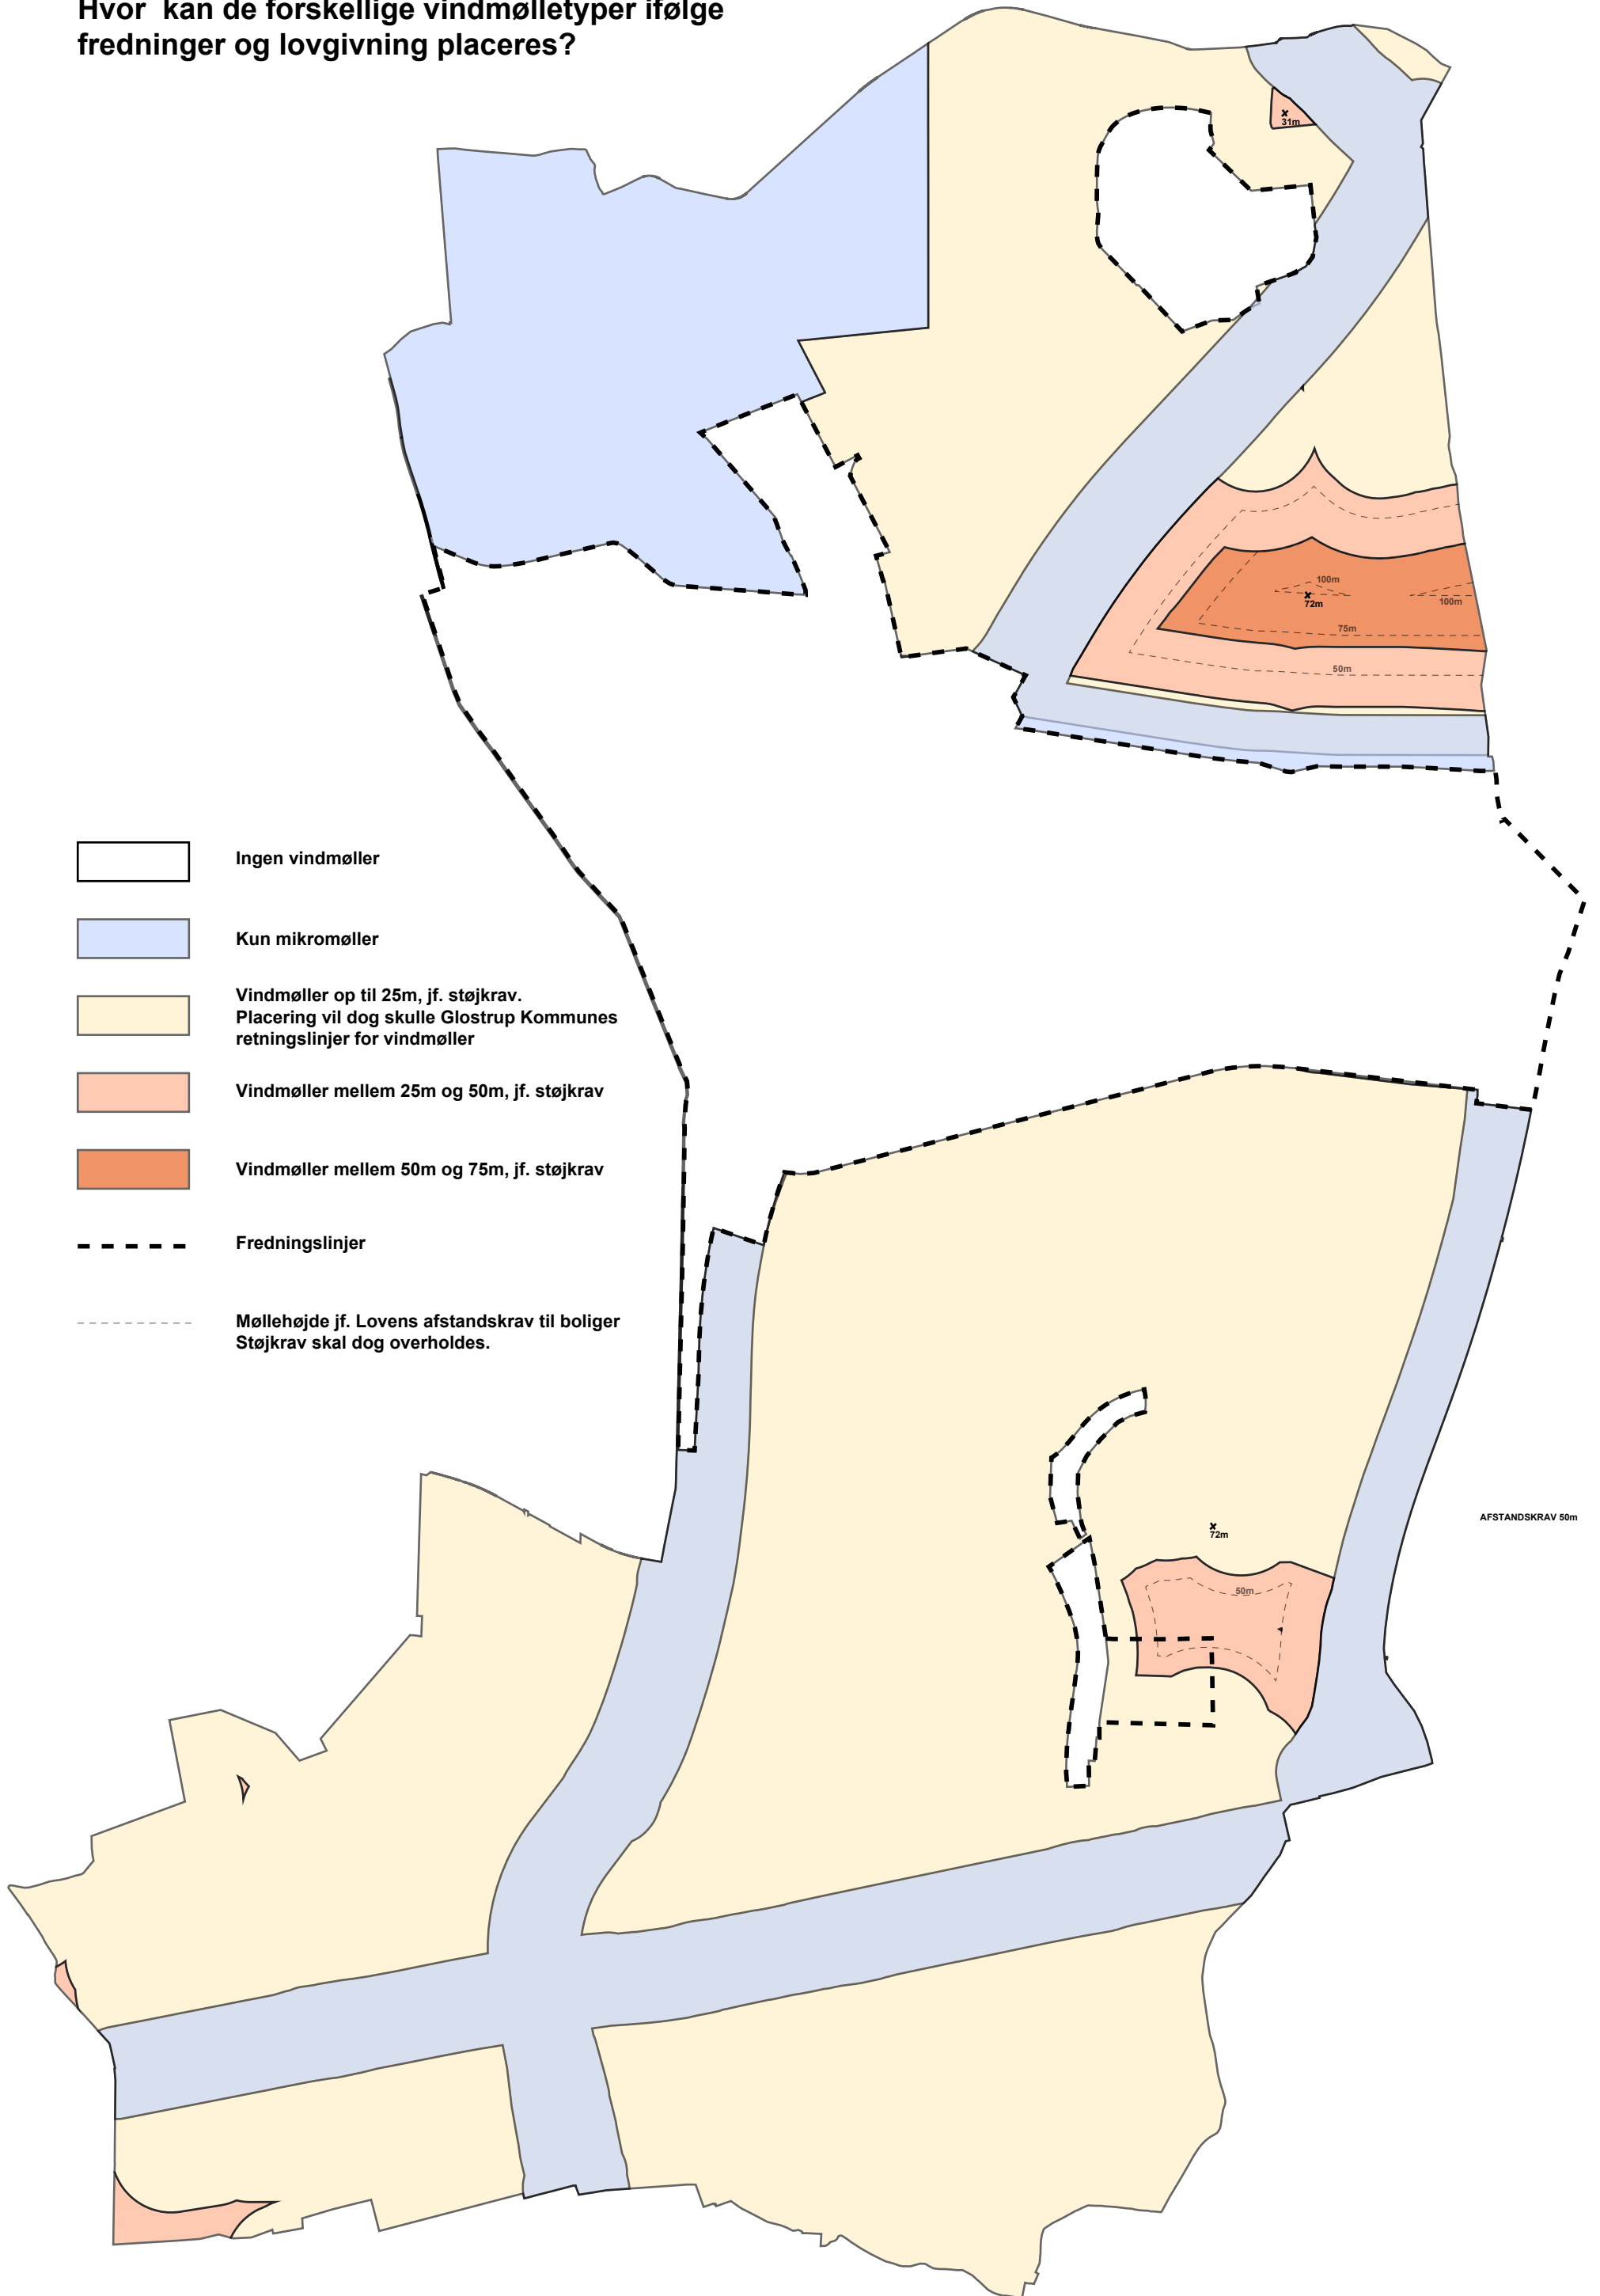 Hvor kan de forskellige vindmølletyper ifølge
fredninger og lovgivning placeres?
31m
100m
72m
100m
75m
50m
Ingen vindmøller
Kun mikromøller
Vindmøller op til 25m, jf. støjkrav.
Placering vil dog skulle Glostrup Kommunes
retningslinjer for vindmøller
Vindmøller mellem 25m og 50m, jf. støjkrav
Vindmøller mellem 50m og 75m, jf. støjkrav
Fredningslinjer
Møllehøjde jf. Lovens afstandskrav til boliger
Støjkrav skal dog overholdes.
AFSTANDSKRAV 50m
72m
50m